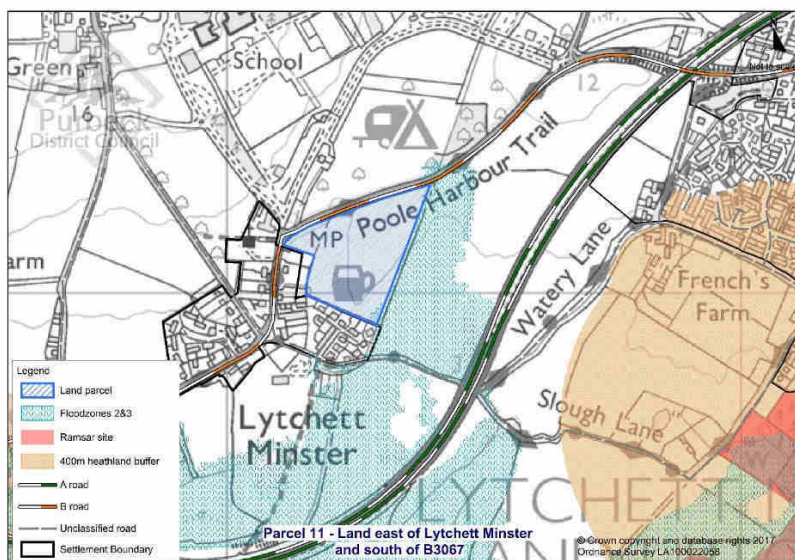 Green
School
12
Not to scale
Purbeck
District Council
16
Poole Harbour Trail
MP
arm
Watery Lane
French's
Farm
Slough Lane
Lytchett
Minster
Legend
Land parcel
Floodzones 2&3
Ramsar site
400m heathland buffer
A road
B road
Unclassified road
Settlement Boundary
Parcel 11 - Land east of Lytchett Minster
and south of B3067
© Crown copyright and database rights 2017
Ordnance Survey LA100022058